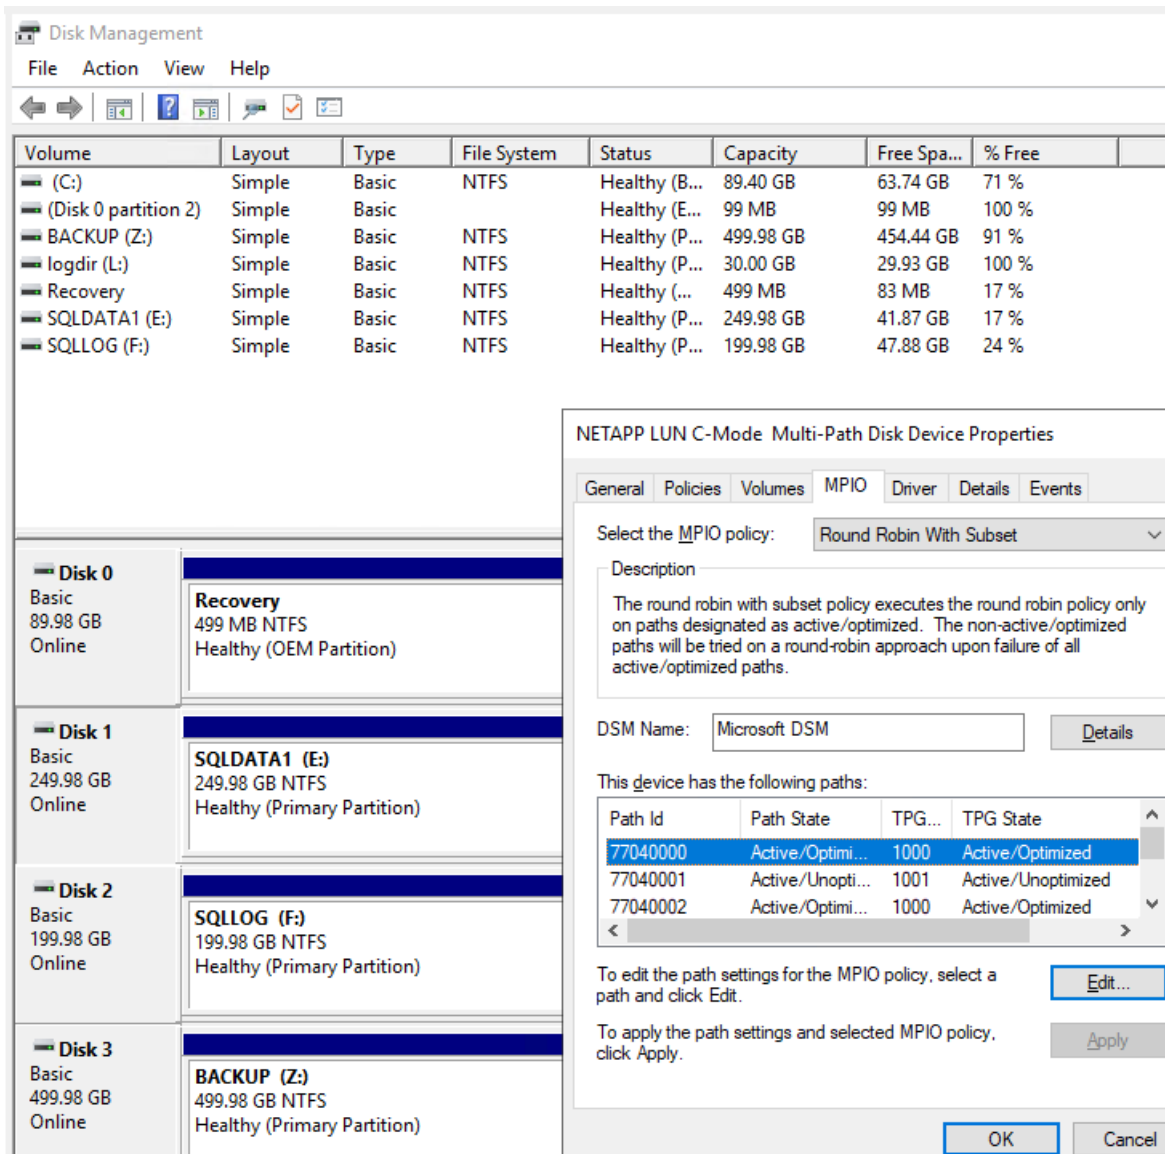 Disk Management
File Action View Help
Volume Layout Type File System Status Capacity Free Spa... % Free
(C:) Simple Basic NTFS Healthy (B... 89.40 GB 63.74 GB 71 %
(Disk 0 partition 2) Simple Basic Healthy (E... 99 MB 99 MB 100 %
BACKUP (Z:) Simple Basic NTFS Healthy (P... 499.98 GB 454.44 GB 91 %
logdir (L:) Simple Basic NTFS Healthy (P... 30.00 GB 29.93 GB 100 %
Recovery Simple Basic NTFS Healthy (... 499 MB 83 MB 17 %
SQLDATA1 (E:) Simple Basic NTFS Healthy (P... 249.98 GB 41.87 GB 17 %
SQLLOG (F:) Simple Basic NTFS Healthy (P... 199.98 GB 47.88 GB 24 %
Disk 0
Basic
89.98 GB
Online
Recovery
499 MB NTFS
Healthy (OEM Partition)
Disk 1
Basic
249.98 GB
Online
SQLDATA1 (E:)
249.98 GB NTFS
Healthy (Primary Partition)
Disk 2
Basic
199.98 GB
Online
SQLLOG (F:)
199.98 GB NTFS
Healthy (Primary Partition)
Disk 3
Basic
499.98 GB
Online
BACKUP (Z:)
499.98 GB NTFS
Healthy (Primary Partition)
NETAPP LUN C-Mode Multi-Path Disk Device Properties
General Policies Volumes MPIO Driver Details Events
Select the MPIO policy: Round Robin With Subset
Description
The round robin with subset policy executes the round robin policy only
on paths designated as active/optimized. The non-active/optimized
paths will be tried on a round-robin approach upon failure of all
active/optimized paths.
DSM Name: Microsoft DSM Details
This device has the following paths:
Path Id Path State TPG... TPG State
77040000 Active/Optimi... 1000 Active/Optimized
77040001 Active/Unopti... 1001 Active/Unoptimized
77040002 Active/Optimi... 1000 Active/Optimized
To edit the path settings for the MPIO policy, select a
path and click Edit.
Edit...
To apply the path settings and selected MPIO policy,
click Apply.
Apply
OK Cancel